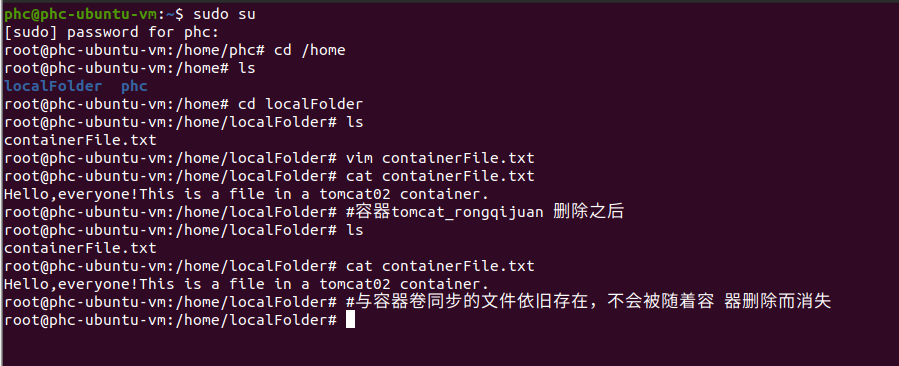 phc@phc-ubuntu-vm:~$ sudo su
[sudo] password for phc:
root@phc-ubuntu-vm:/home/phc# cd /home
root@phc-ubuntu-vm:/home# ls
localFolder  phc
root@phc-ubuntu-vm:/home# cd localFolder
root@phc-ubuntu-vm:/home/localFolder# ls
containerFile.txt
root@phc-ubuntu-vm:/home/localFolder# vim containerFile.txt
root@phc-ubuntu-vm:/home/localFolder# cat containerFile.txt
Hello,everyone!This is a file in a tomcat02 container.
root@phc-ubuntu-vm:/home/localFolder# #容器tomcat_rongqijuan 删除之后
root@phc-ubuntu-vm:/home/localFolder# ls
containerFile.txt
root@phc-ubuntu-vm:/home/localFolder# cat containerFile.txt
Hello,everyone!This is a file in a tomcat02 container.
root@phc-ubuntu-vm:/home/localFolder# #与容器卷同步的文件依旧存在，不会被随着容 器删除而消失
root@phc-ubuntu-vm:/home/localFolder#